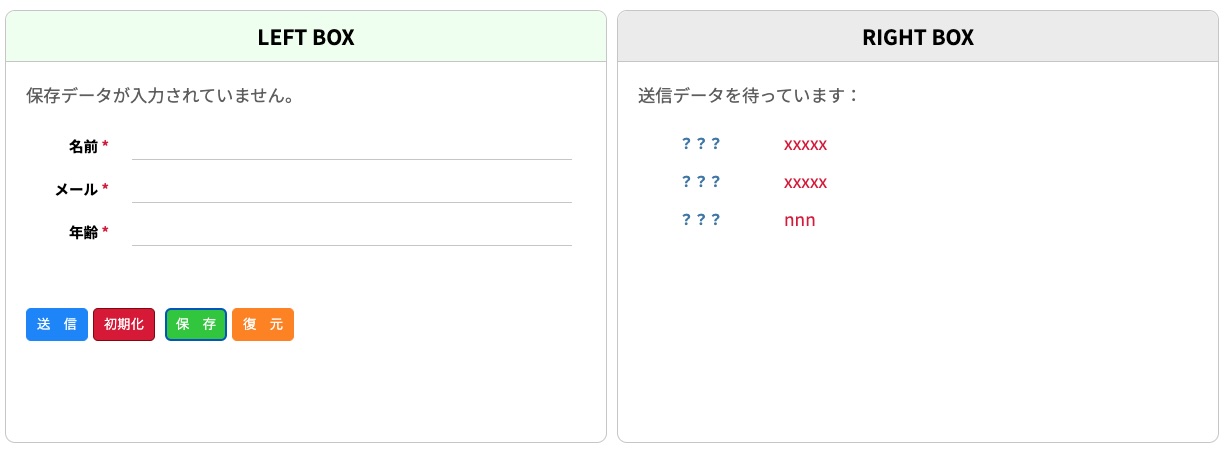 LEFT BOX
保存データが入力されていません。
名前 *
メール *
年齢 *
送　信 初期化 保　存 復　元
RIGHT BOX
送信データを待っています：
？？？ xxxxx
？？？ xxxxx
？？？ nnn